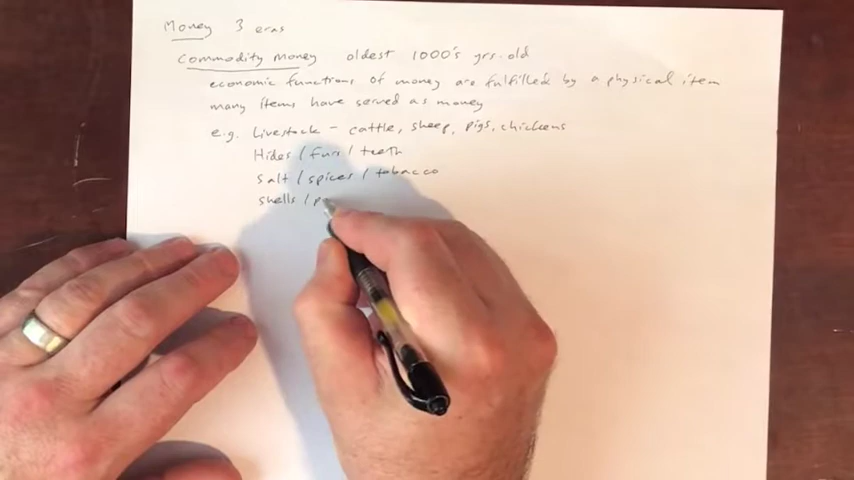 Money 3 eras
Commodity Money oldest 1000's yrs. old
economic functions of money are fulfilled by a physical item
many items have served as money
e.g. Livestock - cattle, sheep, pigs, chickens
Hides / furs / teeth
Salt / spices / tobacco
shells / p